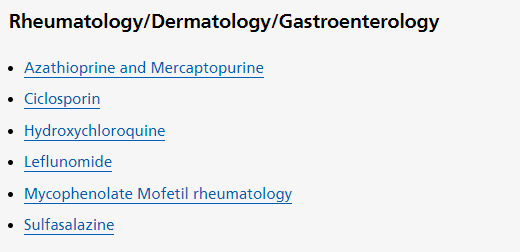 Rheumatology/Dermatology/Gastroenterology
Azathioprine and Mercaptopurine
Ciclosporin
Hydroxychloroquine
Leflunomide
Mycophenolate Mofetil rheumatology
Sulfasalazine